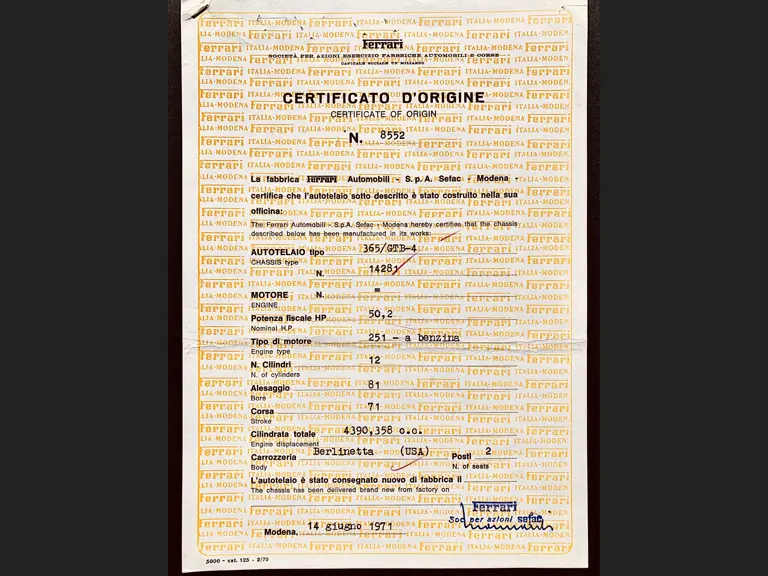 Ferrari
SOCIETÀ PER AZIONI ESERCIZIO FABBRICHE AUTOMOBILI E CORSE
CERTIFICATO D'ORIGINE
CERTIFICATE OF ORIGIN
N. 8552
La fabbrica Ferrari Automobili - S.p.A. Sefac - Modena -
certifica che l'autotelaio sotto descritto è stato costruito nella sua
officina:
The Ferrari Automobili - S.p.A. Sefac - Modena hereby certifies that the chassis
described below has been manufactured in its works:
AUTOTELAIO tipo 365/GTB-4
CHASSIS type
N. 14281
MOTORE N. =
ENGINE
Potenza fiscale HP 50,2
Nominal H.P.
Tipo di motore 251 - a benzina
Engine type
N. Cilindri 12
N. of cylinders
Alesaggio 81
Bore
Corsa 71
Stroke
Cilindrata totale 4390,358 c.c.
Engine displacement
Carrozzeria Berlinetta (USA) Posti 2
Body N. of seats
L'autotelaio è stato consegnato nuovo di fabbrica il
The chassis has been delivered brand new from factory on
Ferrari
Soc. per azioni sefac
Modena, 14 giugno 1971
5000 - cat. 125 - 2/70